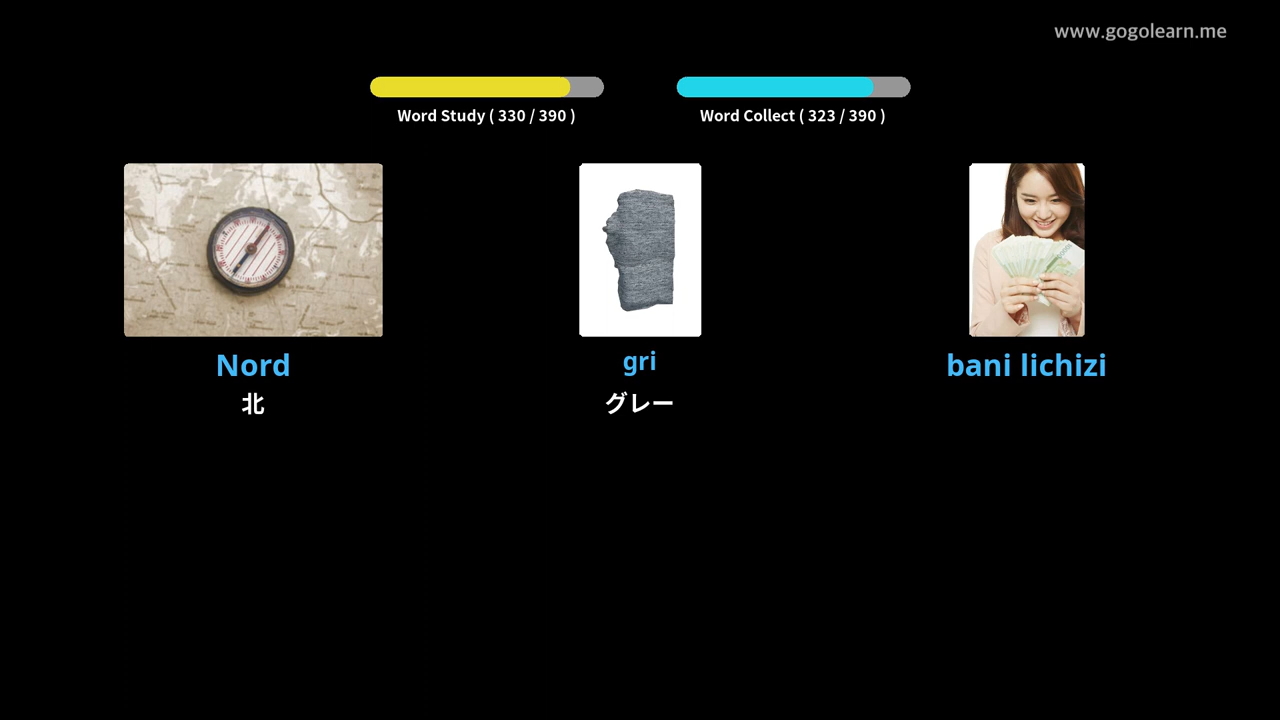 www.gogolearn.me
Word Study ( 330 / 390 )
Word Collect ( 323 / 390 )
Nord
gri
bani lichizi
北
グレー